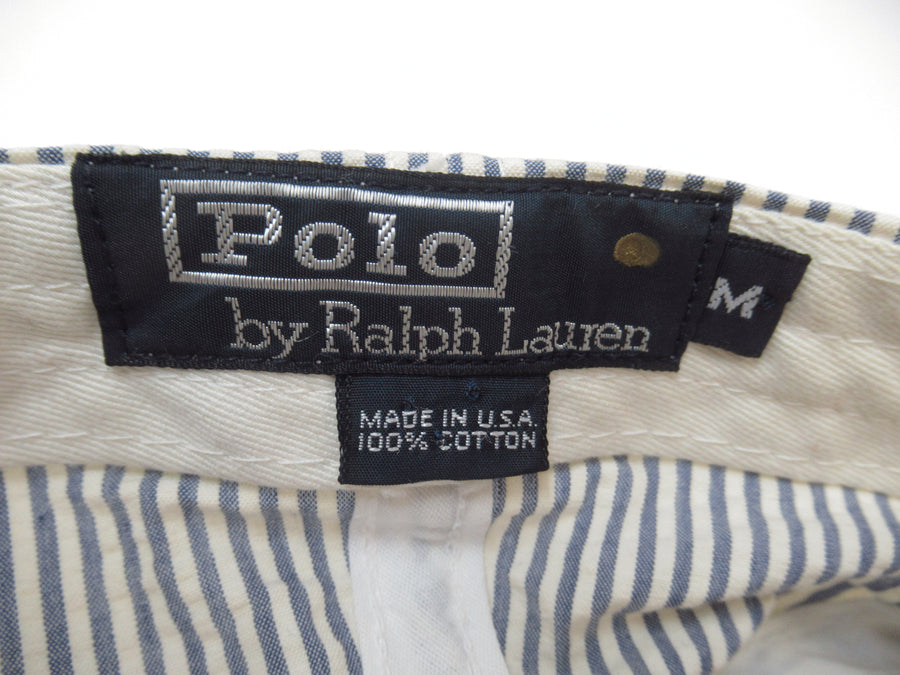 Polo
by Ralph Lauren
M
MADE IN U.S.A.
100% COTTON